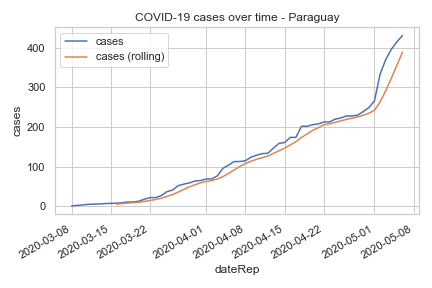 COVID-19 cases over time - Paraguay
cases
cases (rolling)
400
300
200
100
0
cases
2020-03-08
2020-03-15
2020-03-22
2020-04-01
2020-04-08
2020-04-15
2020-04-22
2020-05-01
2020-05-08
dateRep